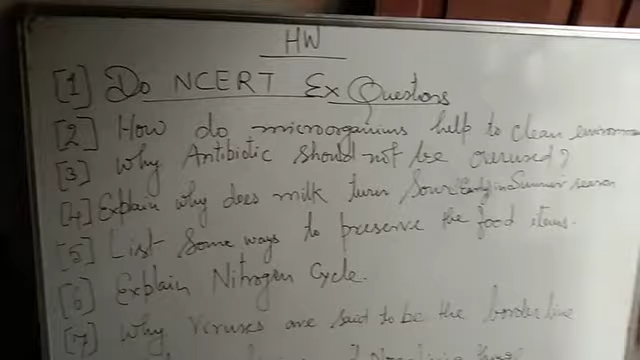 HW
[1] Do NCERT Ex Questions
[2] How do microorganisms help to clean environm
[3] Why Antibiotic should not be overused?
[4] Explain why does milk turn Sour Early in Summer season
[5] List some ways to preserve the food items.
[6] Explain Nitrogen Cycle.
[7] Why Viruses are said to be the borderline